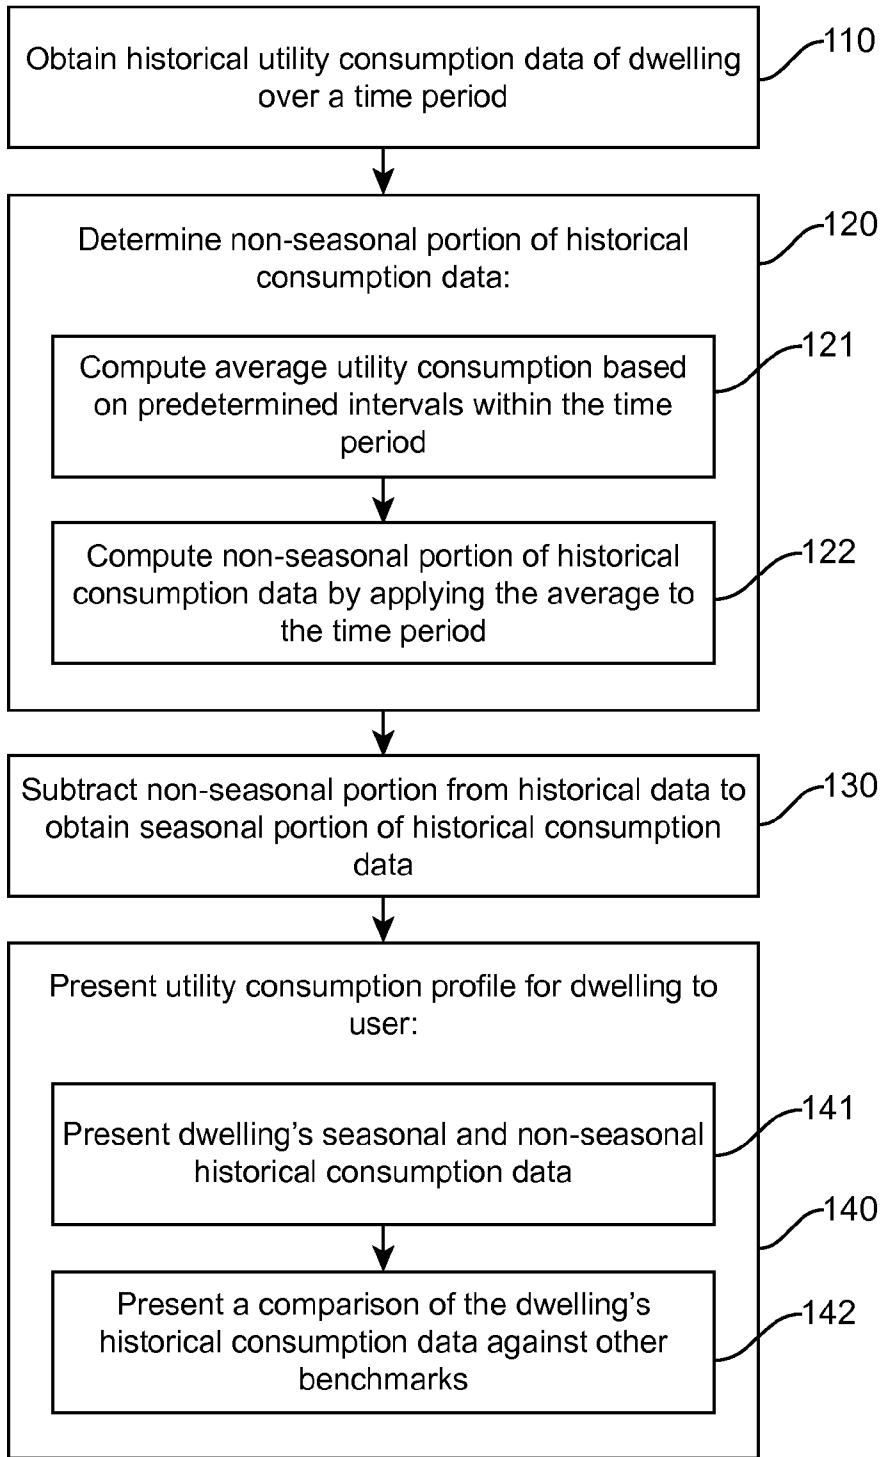 Obtain historical utility consumption data of dwelling
over a time period
110
Determine non-seasonal portion of historical
consumption data:
120
Compute average utility consumption based
on predetermined intervals within the time
period
121
Compute non-seasonal portion of historical
consumption data by applying the average to
the time period
122
Subtract non-seasonal portion from historical data to
obtain seasonal portion of historical consumption
data
130
Present utility consumption profile for dwelling to
user:
Present dwelling's seasonal and non-seasonal
historical consumption data
141
140
Present a comparison of the dwelling's
historical consumption data against other
benchmarks
142